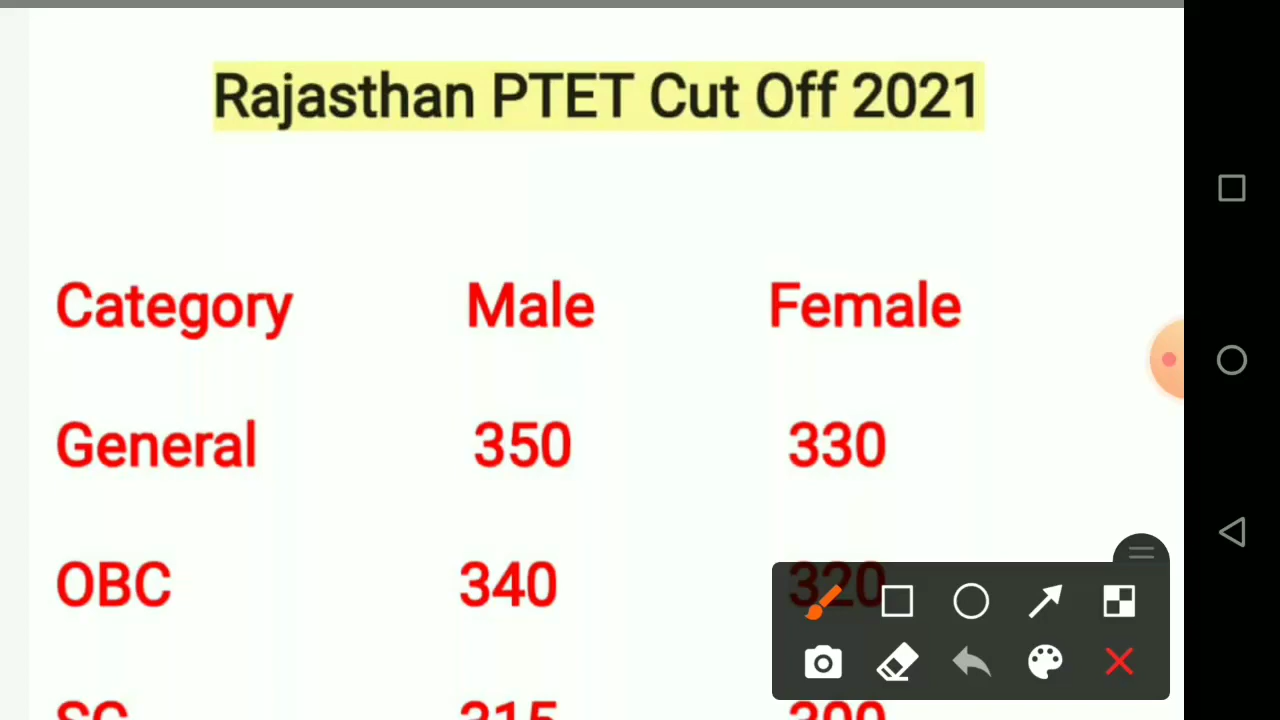 Rajasthan PTET Cut Off 2021
Category Male Female
General 350 330
OBC 340 320
SC 315 300